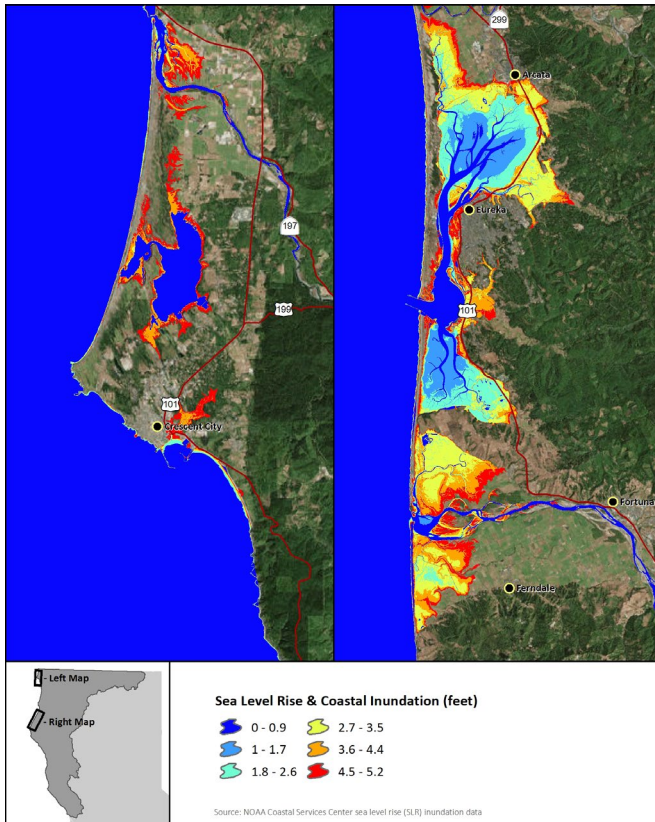 299
Arcata
Eureka
197
199
101
101
Crescent City
Fortuna
Ferndale
- Left Map
- Right Map
Sea Level Rise & Coastal Inundation (feet)
0 - 0.9
1 - 1.7
1.8 - 2.6
2.7 - 3.5
3.6 - 4.4
4.5 - 5.2
Source: NOAA Coastal Services Center sea level rise (SLR) inundation data